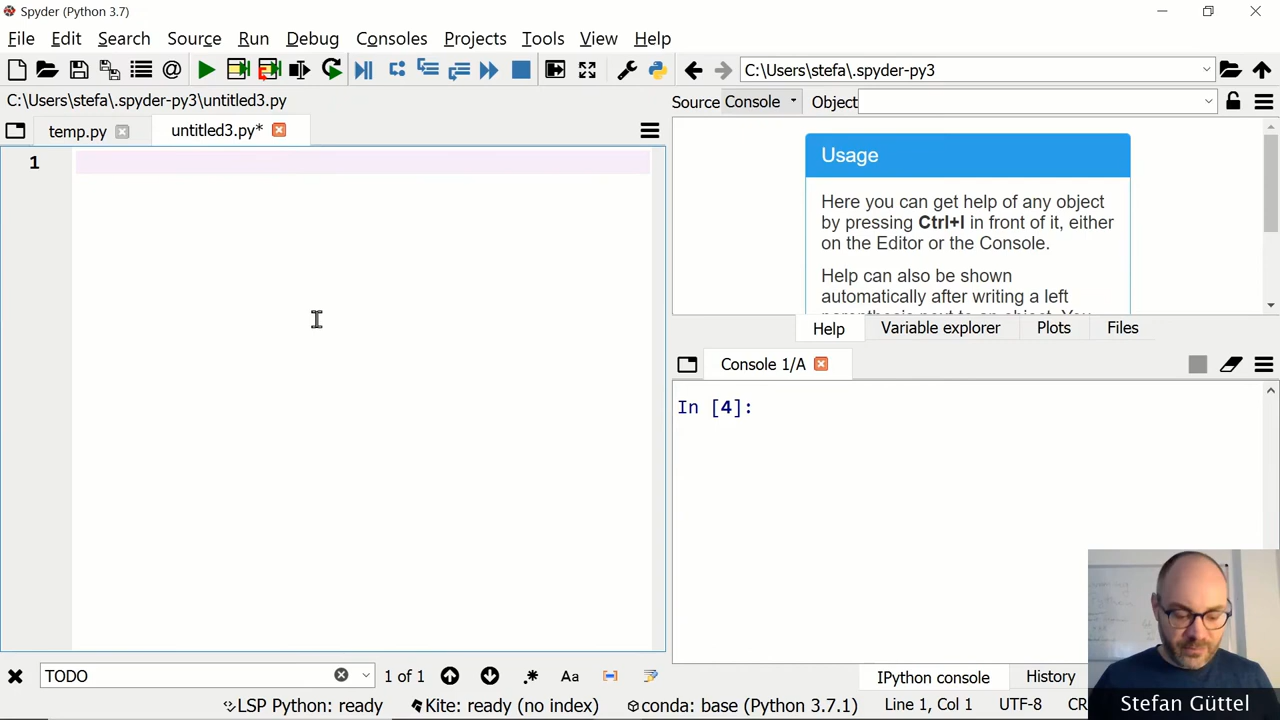 Spyder (Python 3.7)
File Edit Search Source Run Debug Consoles Projects Tools View Help
C:\Users\stefa\.spyder-py3
C:\Users\stefa\.spyder-py3\untitled3.py
Source Console Object
temp.py untitled3.py*
1
Usage
Here you can get help of any object
by pressing Ctrl+I in front of it, either
on the Editor or the Console.
Help can also be shown
automatically after writing a left
Help Variable explorer Plots Files
Console 1/A
In [4]:
TODO 1 of 1 .* Aa
IPython console History
LSP Python: ready Kite: ready (no index) conda: base (Python 3.7.1) Line 1, Col 1 UTF-8 CR
Stefan Güttel